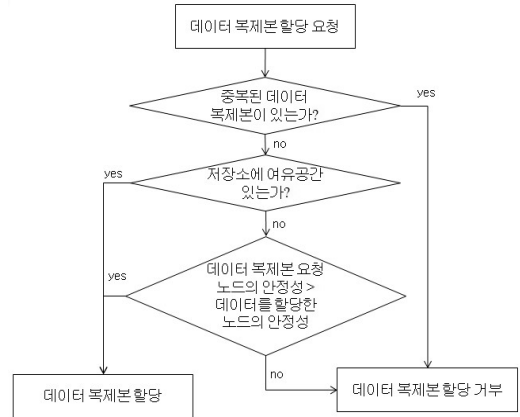 데이터 복제본 할당 요청
중복된 데이터
복제본이 있는가?
yes
no
저장소에 여유공간
있는가?
yes
no
데이터 복제본 요청
노드의 안정성 >
데이터를 할당한
노드의 안정성
yes
no
데이터 복제본 할당
데이터 복제본 할당 거부